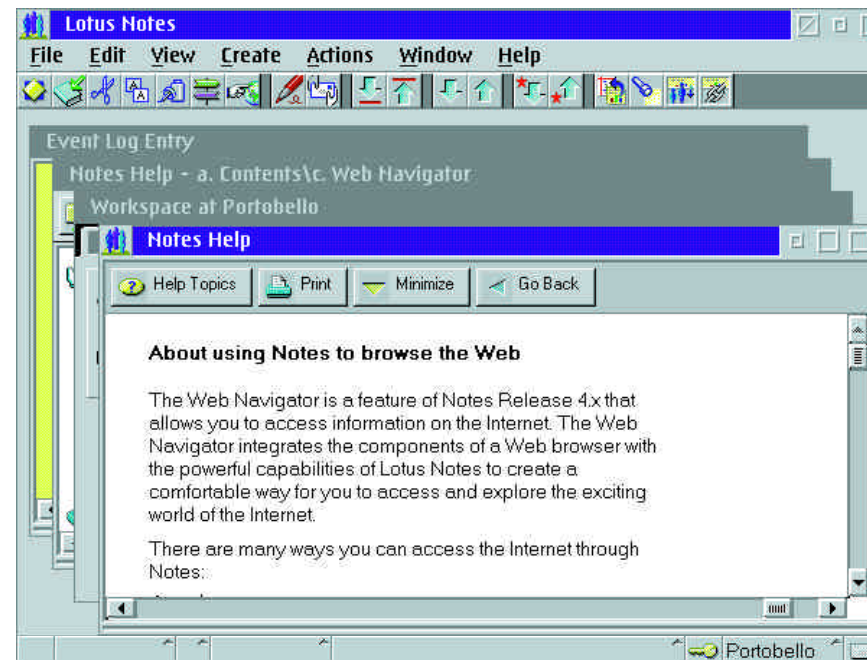 Lotus Notes
File Edit View Create Actions Window Help
Event Log Entry
Notes Help - a. Contents\c. Web Navigator
Workspace at Portobello
Notes Help
Help Topics Print Minimize Go Back
About using Notes to browse the Web
The Web Navigator is a feature of Notes Release 4.x that
allows you to access information on the Internet. The Web
Navigator integrates the components of a Web browser with
the powerful capabilities of Lotus Notes to create a
comfortable way for you to access and explore the exciting
world of the Internet.
There are many ways you can access the Internet through
Notes:
Portobello